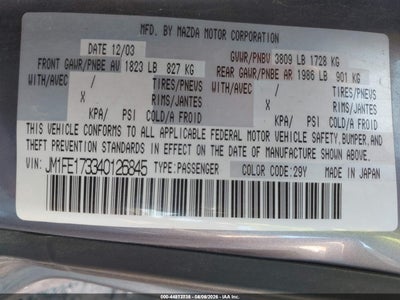 MFD. BY MAZDA MOTOR CORPORATION
DATE 12/03 GVWR/PNBV 3809 LB 1728 KG
FRONT GAWR/PNBE AV 1823 LB 827 KG REAR GAWR/PNBE AR 1986 LB 901 KG
WITH/AVEC / TIRES/PNEUS WITH/AVEC / TIRES/PNEVS
X RIMS/JANTES X RIMS/JANTES
KPA/ PSI COLD/A FROID KPA/ PSI COLD/A FROID
THIS VEHICLE CONFORMS TO ALL APPLICABLE FEDERAL MOTOR VEHICLE SAFETY, BUMPER, AND
THEFT PREVENTION STANDARDS IN EFFECT ON THE DATE OF MANUFACTURE SHOWN ABOVE.
VIN: JM1FE173340126845 TYPE:PASSENGER COLOR CODE:29Y MADE IN JAPAN
000-44813138 - 08/08/2026 - IAA Inc.